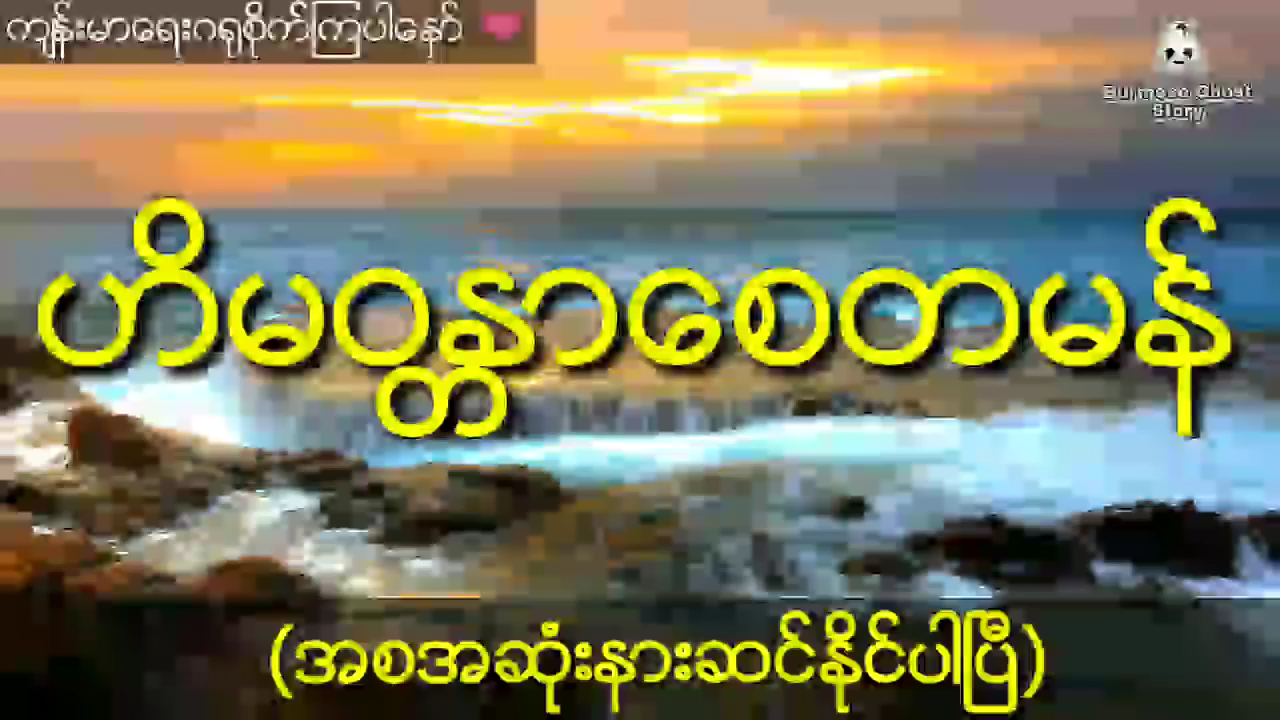 ကျန်းမာရေးဂရုစိုက်ကြပါနှော်
Burmese Ghost
Story
ဟိမဝန္တာစေတမန်
(အစအဆုံးနားဆင်နိုင်ပါပြီ)